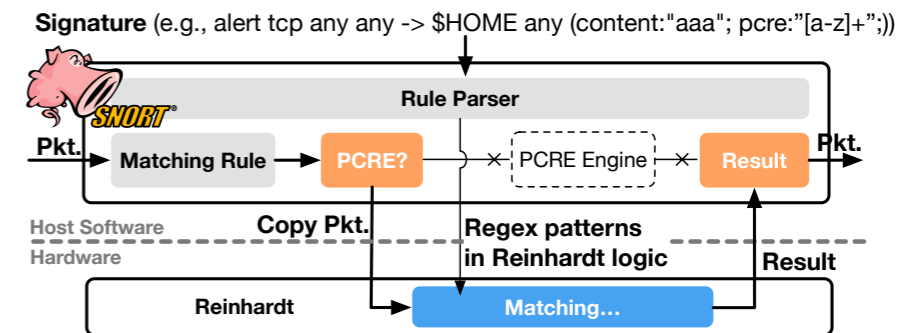 Signature (e.g., alert tcp any any -> $HOME any (content:"aaa"; pcre:”[a-z]+”;))
SNORT®
Rule Parser
Pkt.
Matching Rule
PCRE?
PCRE Engine
Result
Pkt.
Host Software
Copy Pkt.
Regex patterns
in Reinhardt logic
Hardware
Result
Reinhardt
Matching...